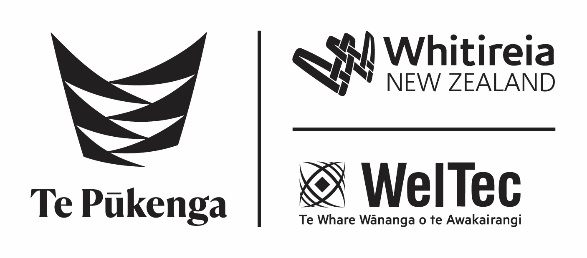 Te Pūkenga
Whitireia
NEW ZEALAND
WelTec
Te Whare Wānanga o te Awakairangi